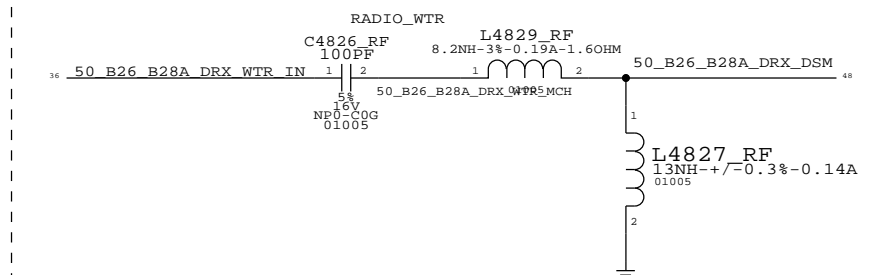 RADIO_WTR
C4826_RF
100PF
L4829_RF
8.2NH-3%-0.19A-1.6OHM
36 50_B26_B28A_DRX_WTR_IN 1 2
1 2
50_B26_B28A_DRX_DSM 48
50_B26_B28A_DRX_WTR_MCH
01005
5%
16V
NP0-C0G
01005
1
L4827_RF
13NH-+/-0.3%-0.14A
01005
2